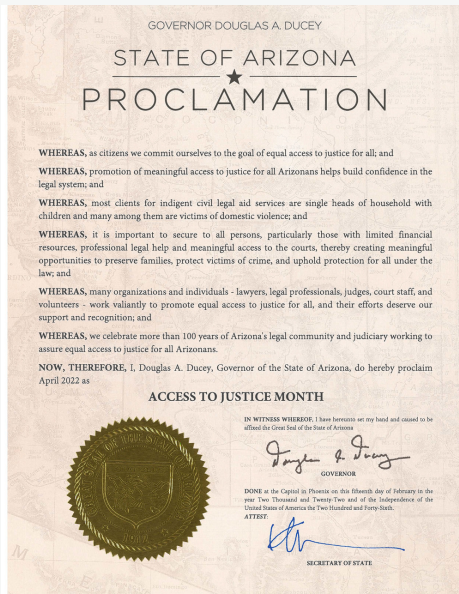 GOVERNOR DOUGLAS A. DUCEY
STATE OF ARIZONA
PROCLAMATION
WHEREAS, as citizens we commit ourselves to the goal of equal access to justice for all; and
WHEREAS, promotion of meaningful access to justice for all Arizonans helps build confidence in the
legal system; and
WHEREAS, most clients for indigent civil legal aid services are single heads of household with
children and many among them are victims of domestic violence; and
WHEREAS, it is important to secure to all persons, particularly those with limited financial
resources, professional legal help and meaningful access to the courts, thereby creating meaningful
opportunities to preserve families, protect victims of crime, and uphold protection for all under the
law; and
WHEREAS, many organizations and individuals - lawyers, legal professionals, judges, court staff, and
volunteers - work valiantly to promote equal access to justice for all, and their efforts deserve our
support and recognition; and
WHEREAS, we celebrate more than 100 years of Arizona's legal community and judiciary working to
assure equal access to justice for all Arizonans.
NOW, THEREFORE, I, Douglas A. Ducey, Governor of the State of Arizona, do hereby proclaim
April 2022 as
ACCESS TO JUSTICE MONTH
IN WITNESS WHEREOF, I have hereunto set my hand and caused to be
affixed the Great Seal of the State of Arizona
Douglas A. Ducey
GOVERNOR
DONE at the Capitol in Phoenix on this fifteenth day of February in the
year Two Thousand and Twenty-Two and of the Independence of the
United States of America the Two Hundred and Forty-Sixth.
ATTEST:
SECRETARY OF STATE